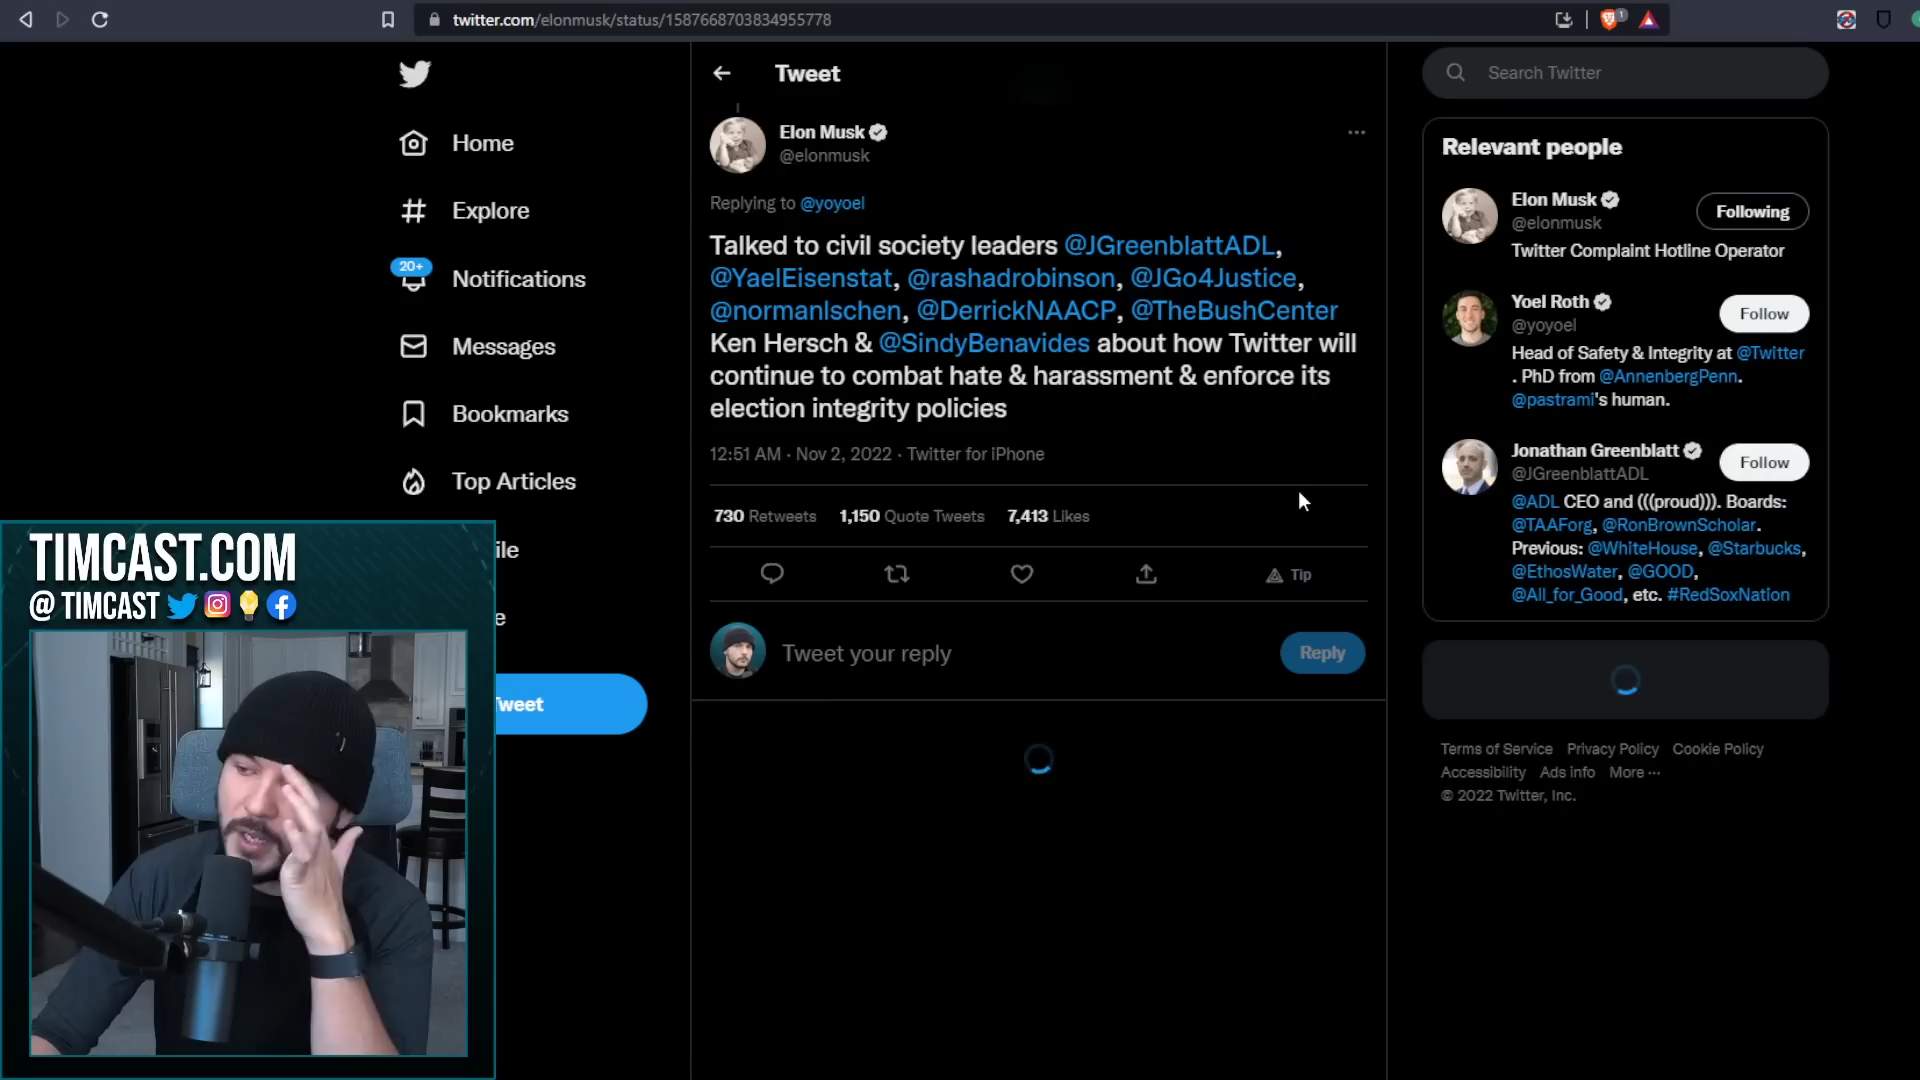 twitter.com/elonmusk/status/1587668703834955778
1
Home
Explore
20+
Notifications
Messages
Bookmarks
Top Articles
ile
e
Tweet
TIMCAST.COM
@ TIMCAST
Tweet
Elon Musk
@elonmusk
Replying to @yoyoel
Talked to civil society leaders @JGreenblattADL,
@YaelEisenstat, @rashadrobinson, @JGo4Justice,
@normanlschen, @DerrickNAACP, @TheBushCenter
Ken Hersch & @SindyBenavides about how Twitter will
continue to combat hate & harassment & enforce its
election integrity policies
12:51 AM · Nov 2, 2022 · Twitter for iPhone
730 Retweets 1,150 Quote Tweets 7,413 Likes
Tip
Tweet your reply
Reply
Search Twitter
Relevant people
Elon Musk
@elonmusk
Following
Twitter Complaint Hotline Operator
Yoel Roth
@yoyoel
Follow
Head of Safety & Integrity at @Twitter
. PhD from @AnnenbergPenn.
@pastrami's human.
Jonathan Greenblatt
@JGreenblattADL
Follow
@ADL CEO and (((proud))). Boards:
@TAAForg, @RonBrownScholar.
Previous: @WhiteHouse, @Starbucks,
@EthosWater, @GOOD,
@All_for_Good, etc. #RedSoxNation
Terms of Service Privacy Policy Cookie Policy
Accessibility Ads info More ···
© 2022 Twitter, Inc.